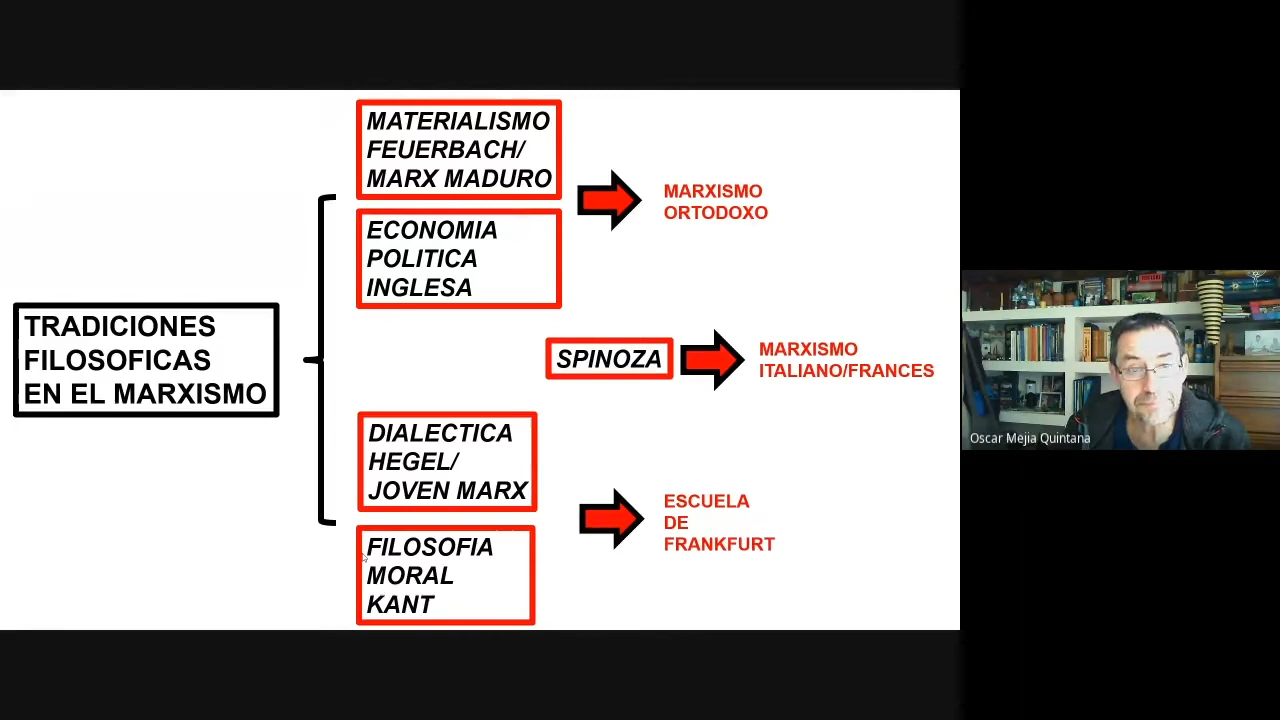 TRADICIONES
FILOSOFICAS
EN EL MARXISMO
MATERIALISMO
FEUERBACH/
MARX MADURO
ECONOMIA
POLITICA
INGLESA
MARXISMO
ORTODOXO
SPINOZA
MARXISMO
ITALIANO/FRANCES
DIALECTICA
HEGEL/
JOVEN MARX
FILOSOFIA
MORAL
KANT
ESCUELA
DE
FRANKFURT
Oscar Mejia Quintana